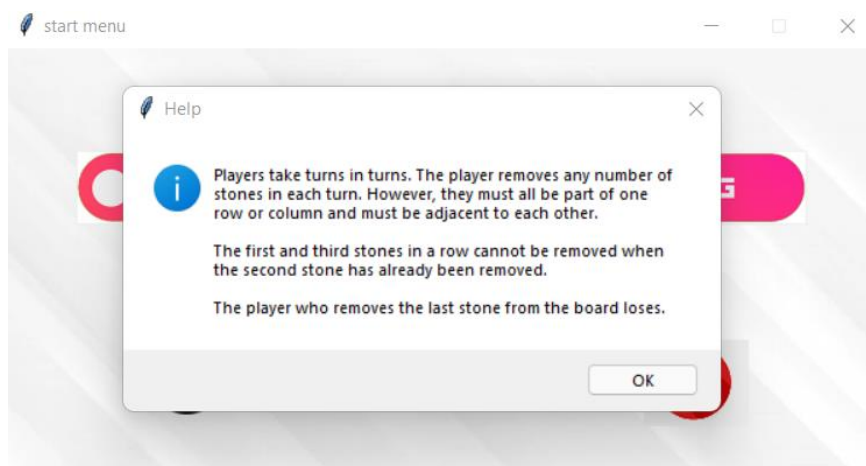 start menu
Help
Players take turns in turns. The player removes any number of
stones in each turn. However, they must all be part of one
row or column and must be adjacent to each other.
The first and third stones in a row cannot be removed when
the second stone has already been removed.
The player who removes the last stone from the board loses.
OK